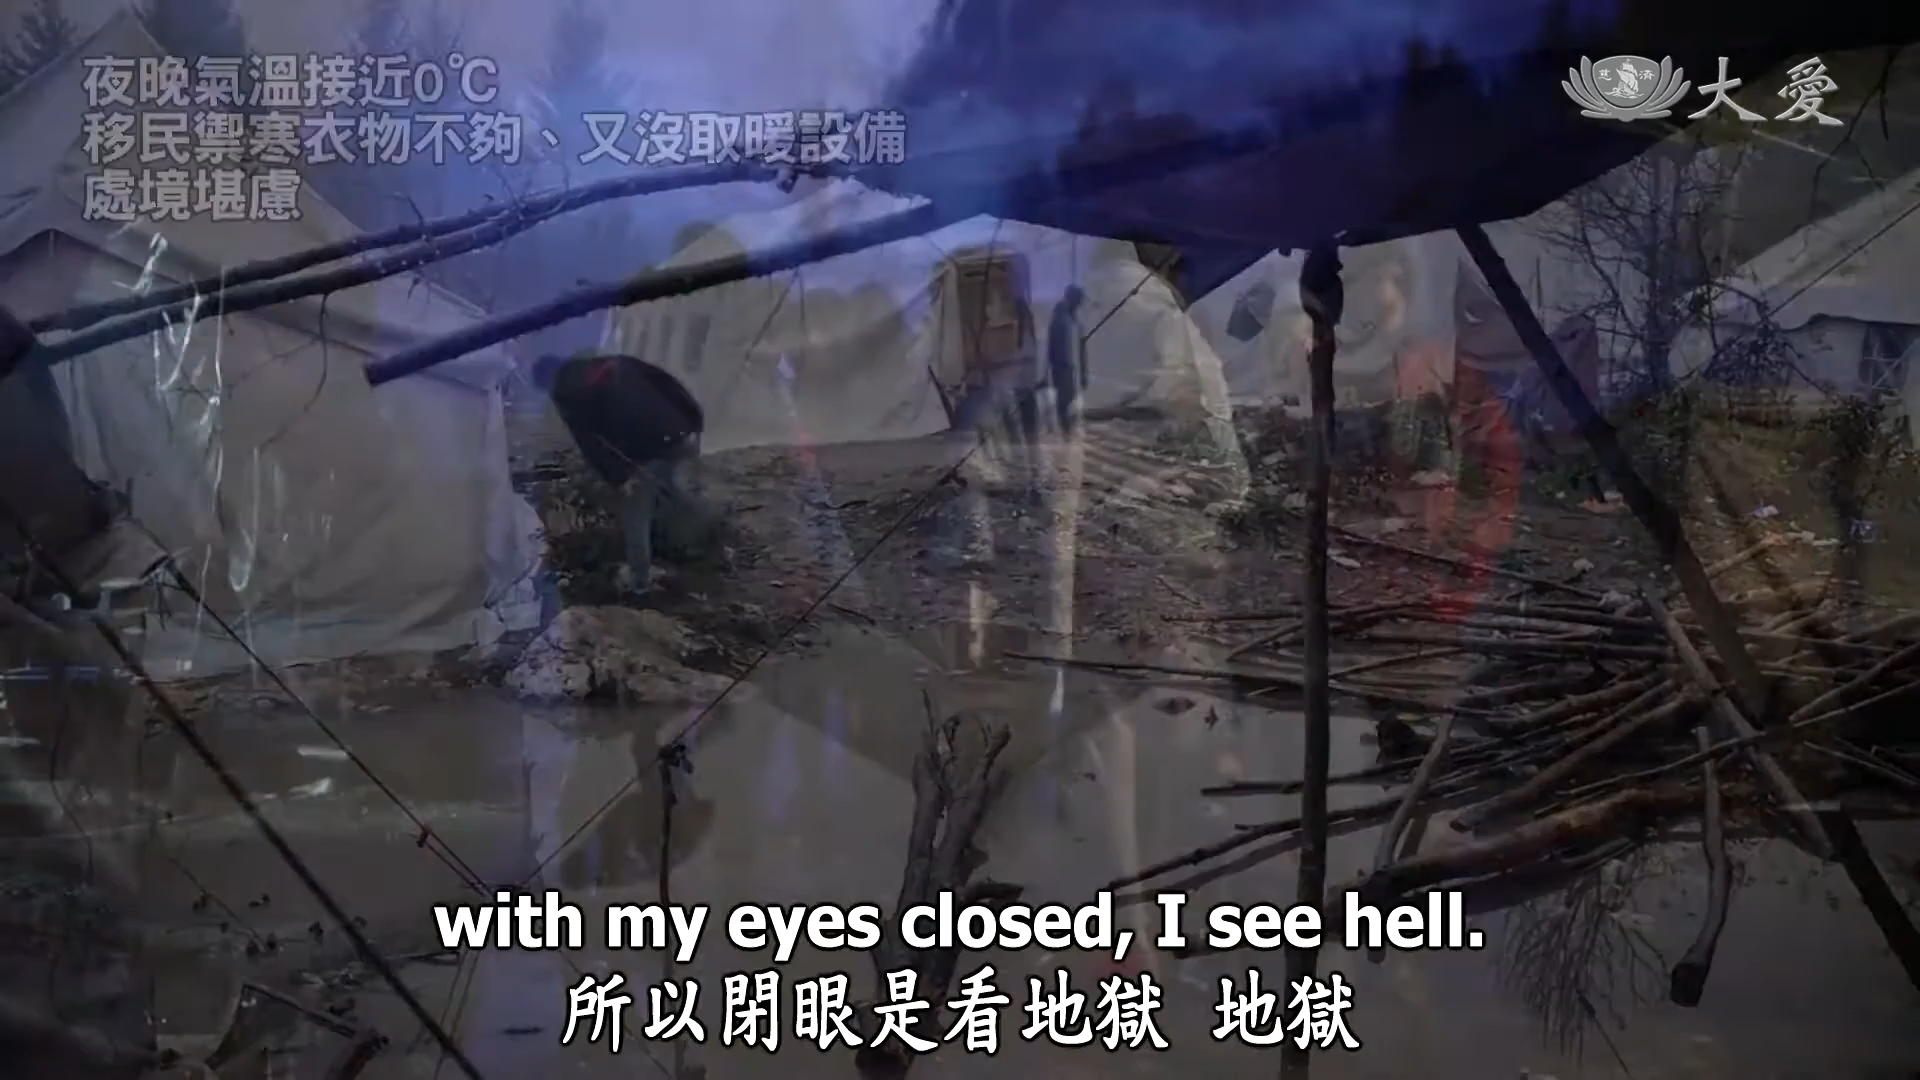 夜晚氣溫接近0℃
移民禦寒衣物不夠、又沒取暖設備
處境堪慮
慈濟
大愛
with my eyes closed, I see hell.
所以閉眼是看地獄 地獄